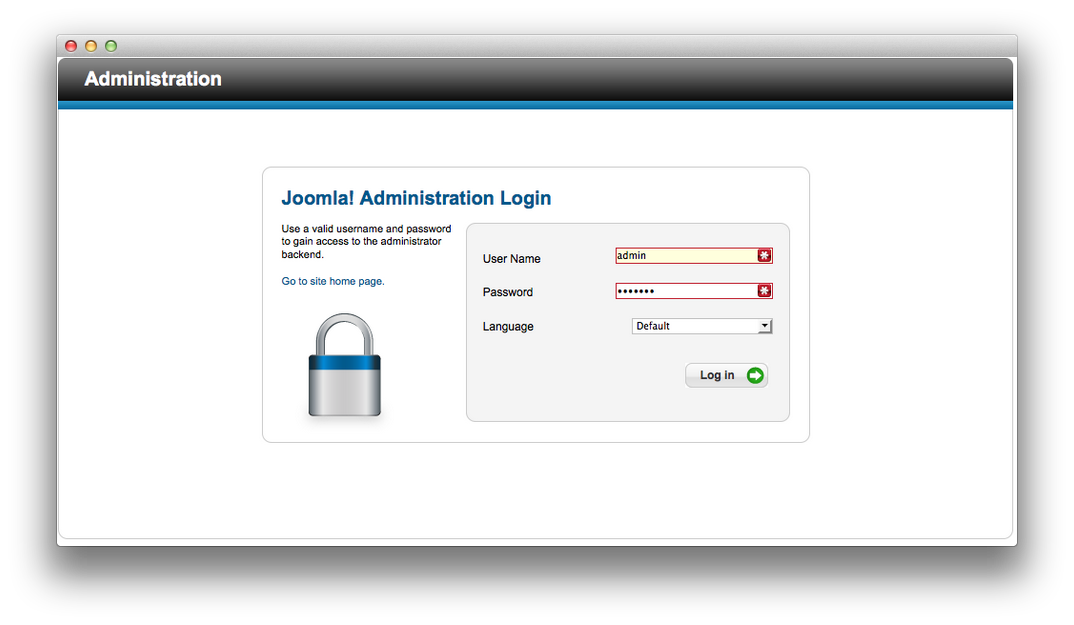 Administration
Joomla! Administration Login
Use a valid username and password
to gain access to the administrator
backend.
Go to site home page.
User Name
admin
Password
•••••••
Language
Default
Log in